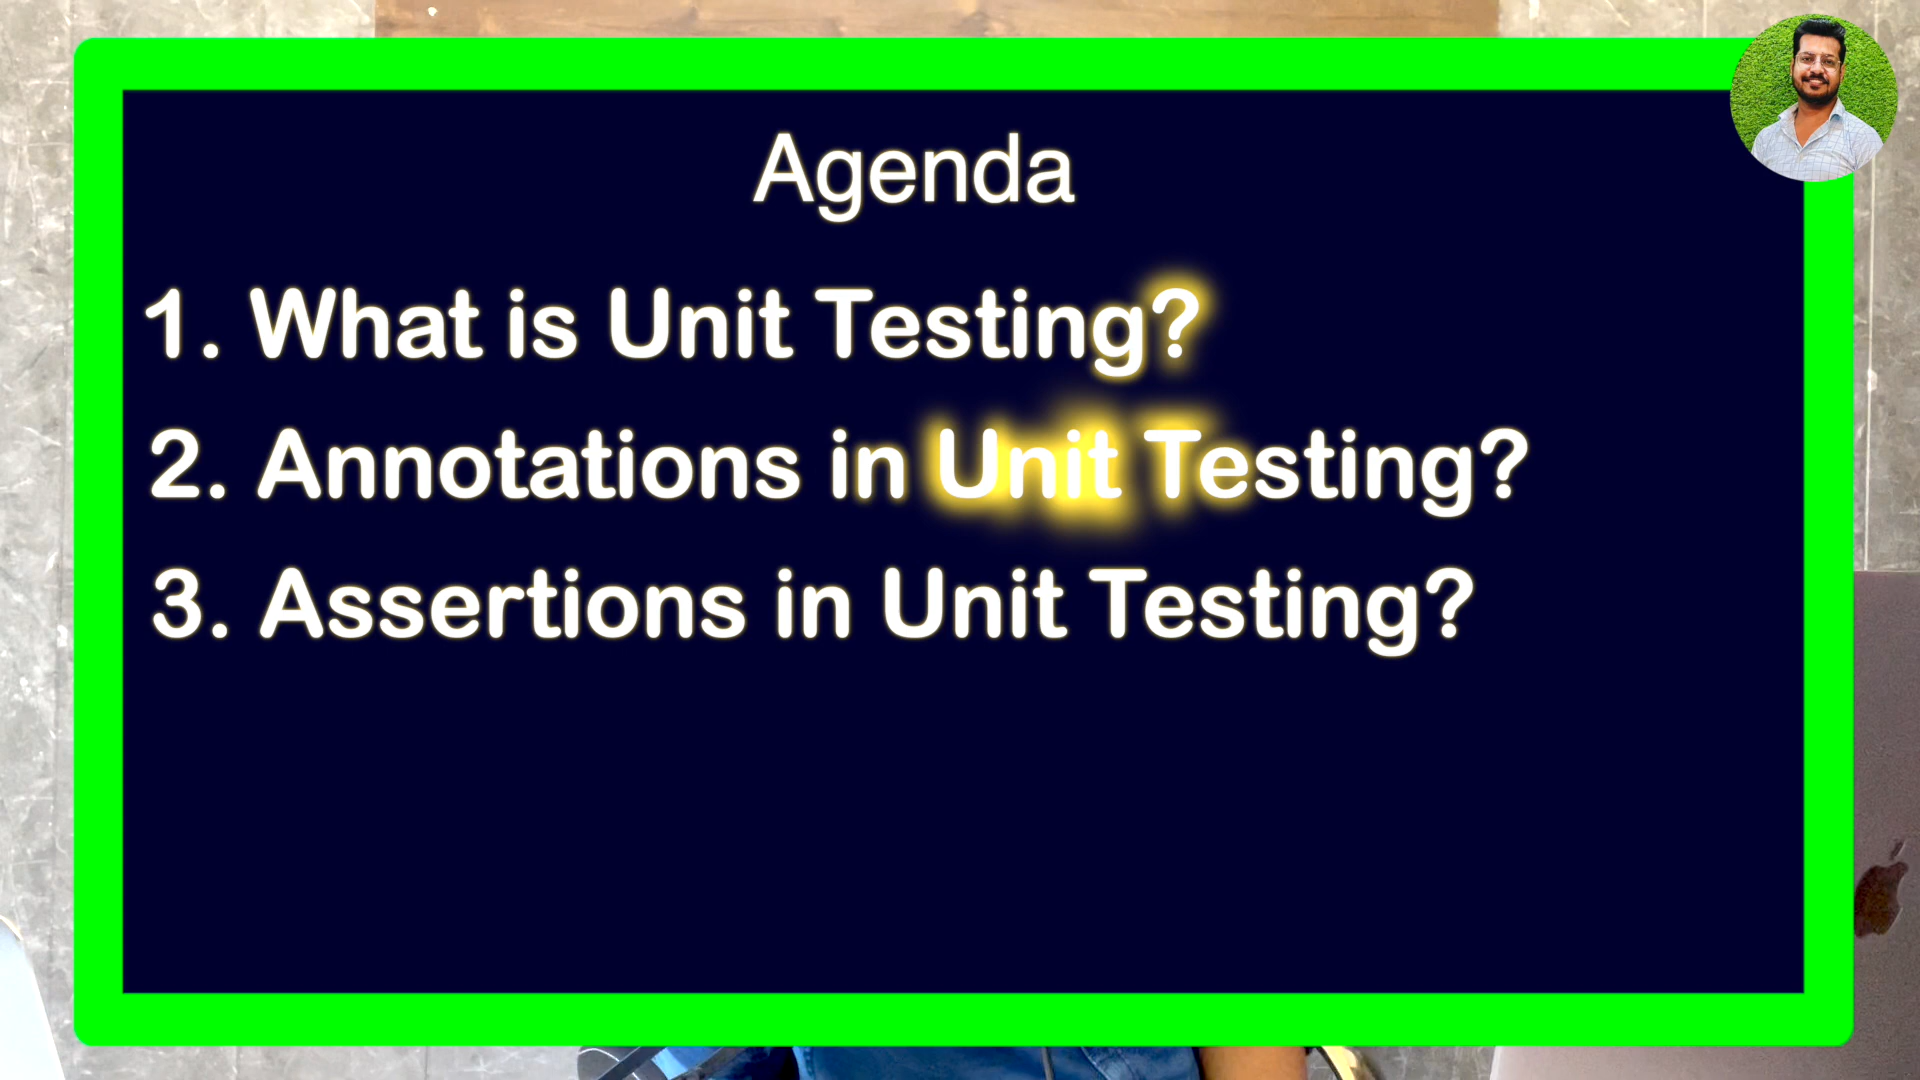 Agenda
1. What is Unit Testing?
2. Annotations in Unit Testing?
3. Assertions in Unit Testing?